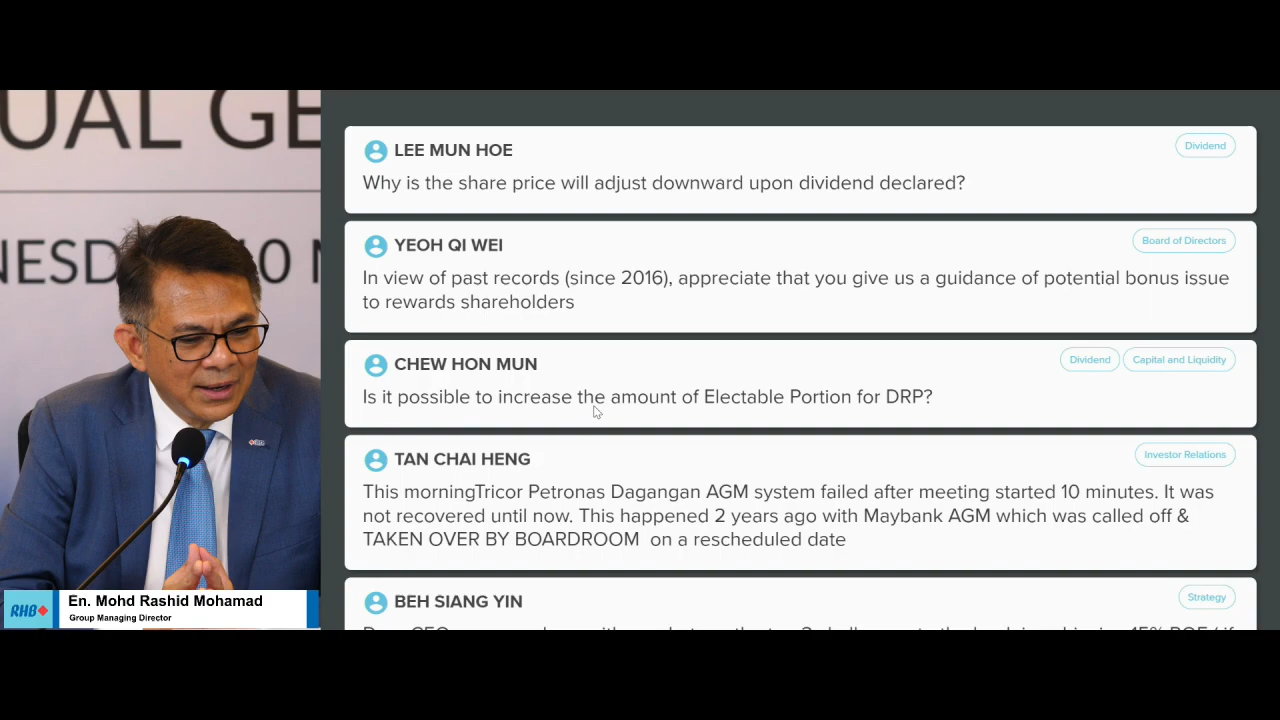 UAL GE
NESD 10 M
LEE MUN HOE
Dividend
Why is the share price will adjust downward upon dividend declared?
YEOH QI WEI
Board of Directors
In view of past records (since 2016), appreciate that you give us a guidance of potential bonus issue
to rewards shareholders
CHEW HON MUN
Dividend
Capital and Liquidity
Is it possible to increase the amount of Electable Portion for DRP?
TAN CHAI HENG
Investor Relations
This morningTricor Petronas Dagangan AGM system failed after meeting started 10 minutes. It was
not recovered until now. This happened 2 years ago with Maybank AGM which was called off &
TAKEN OVER BY BOARDROOM on a rescheduled date
BEH SIANG YIN
Strategy
RHB
En. Mohd Rashid Mohamad
Group Managing Director